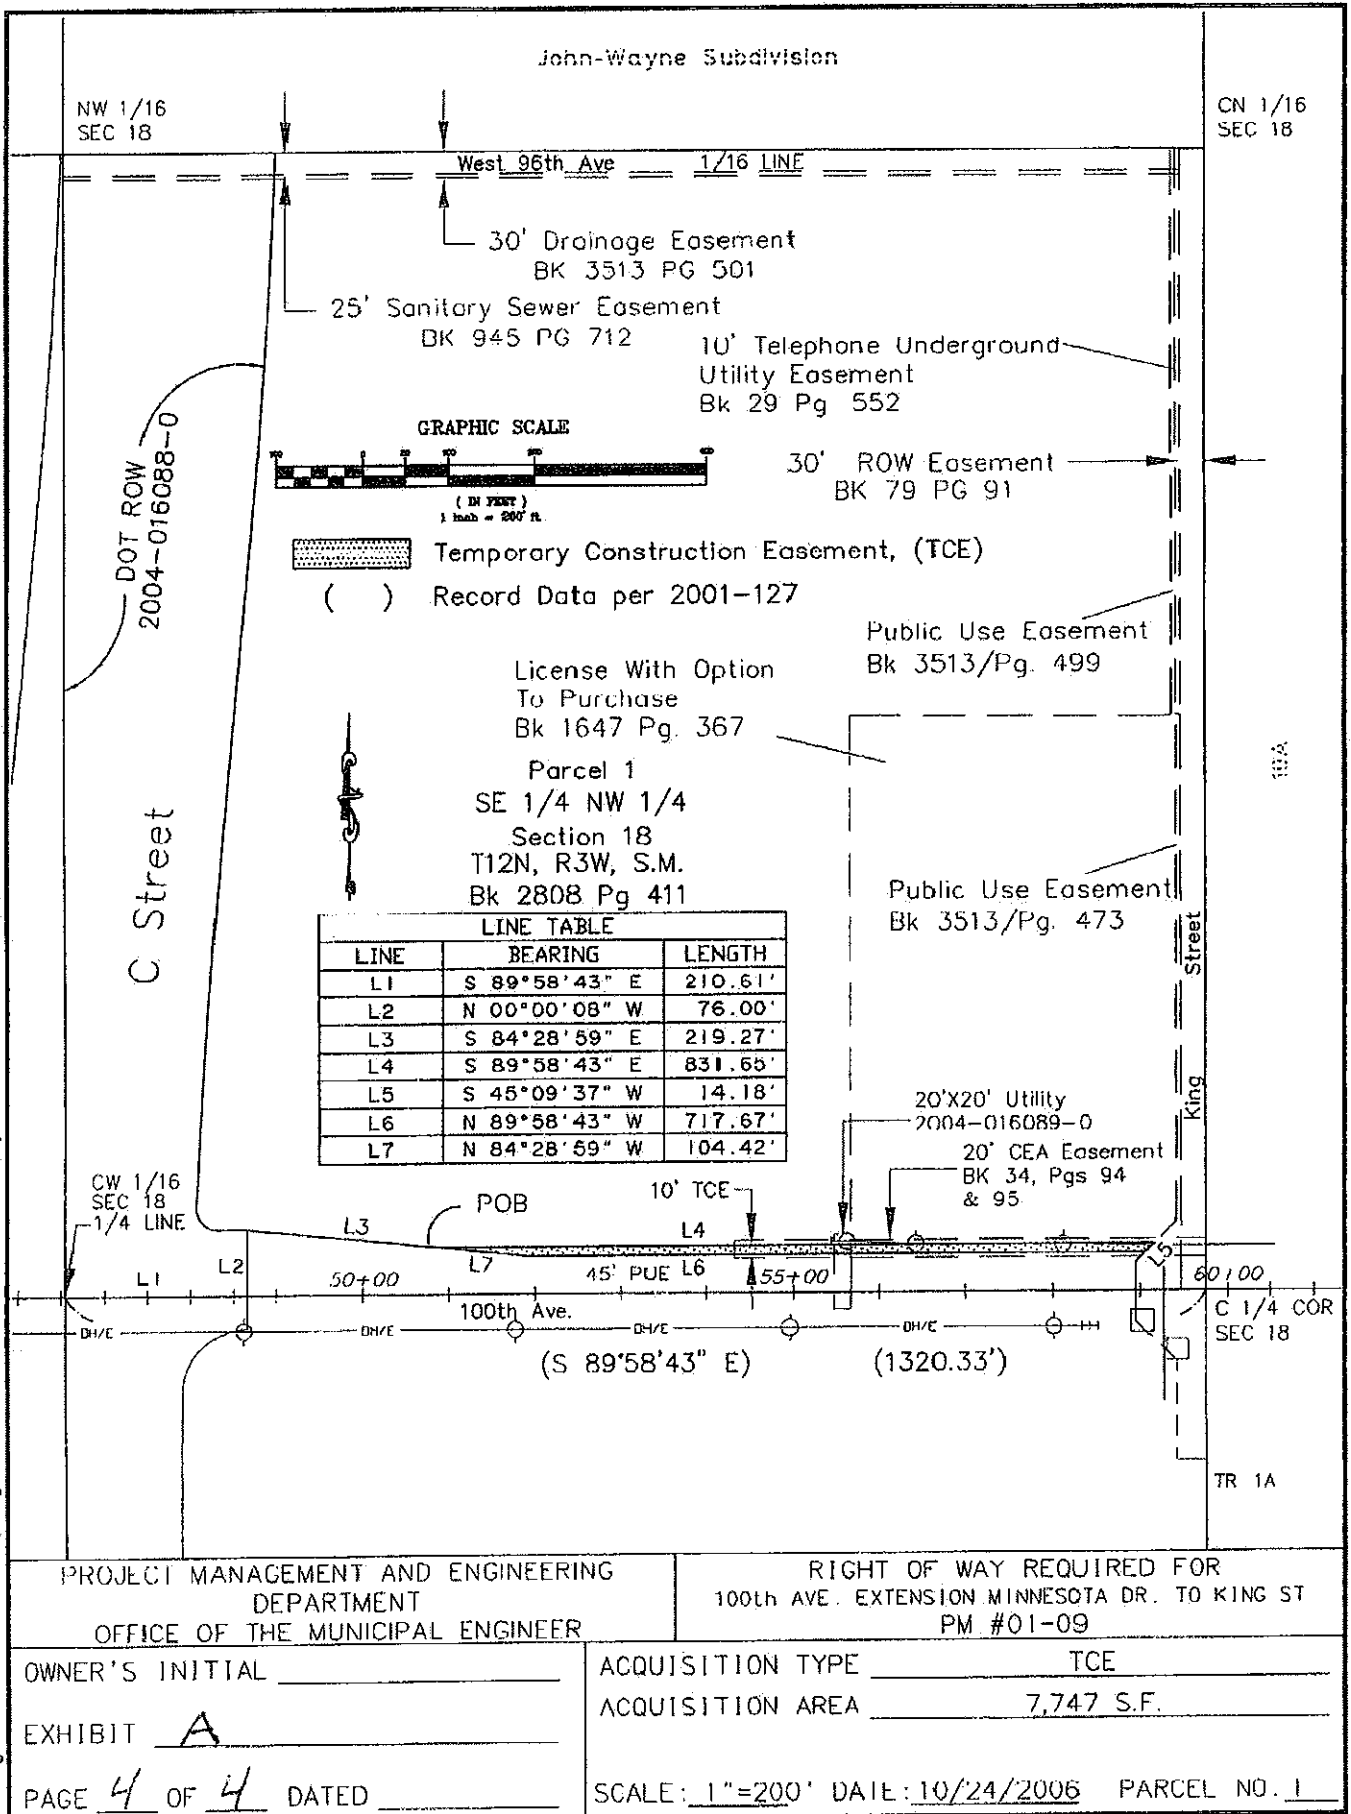 John-Wayne Subdivision
NW 1/16
SEC 18
CN 1/16
SEC 18
West 96th Ave 1/16 LINE
30' Drainage Easement
BK 3513 PG 501
25' Sanitary Sewer Easement
BK 945 PG 712
10' Telephone Underground
Utility Easement
Bk 29 Pg 552
DOT ROW
2004-016088-0
GRAPHIC SCALE
( IN FEET )
1 inch = 200' ft.
30' ROW Easement
BK 79 PG 91
Temporary Construction Easement, (TCE)
( ) Record Data per 2001-127
Public Use Easement
Bk 3513/Pg. 499
License With Option
To Purchase
Bk 1647 Pg. 367
10A
Parcel 1
SE 1/4 NW 1/4
Section 18
T12N, R3W, S.M.
Bk 2808 Pg 411
C Street
Public Use Easement
Bk 3513/Pg. 473
King Street
LINE TABLE
LINE BEARING LENGTH
L1 S 89°58'43" E 210.61'
L2 N 00°00'08" W 76.00'
L3 S 84°28'59" E 219.27'
L4 S 89°58'43" E 831.65'
L5 S 45°09'37" W 14.18'
L6 N 89°58'43" W 717.67'
L7 N 84°28'59" W 104.42'
20'X20' Utility
2004-016089-0
20' CEA Easement
BK 34, Pgs 94
& 95
CW 1/16
SEC 18
1/4 LINE
10' TCE
POB
L3
L4
L5
L1
L2
L7
50+00
45' PUE L6
55+00
60+00
100th Ave.
C 1/4 COR
SEC 18
OH/E OH/E OH/E OH/E
(S 89°58'43" E) (1320.33')
TR 1A
PROJECT MANAGEMENT AND ENGINEERING
DEPARTMENT
OFFICE OF THE MUNICIPAL ENGINEER
RIGHT OF WAY REQUIRED FOR
100th AVE. EXTENSION MINNESOTA DR. TO KING ST
PM #01-09
OWNER'S INITIAL
EXHIBIT A
PAGE 4 OF 4 DATED
ACQUISITION TYPE TCE
ACQUISITION AREA 7,747 S.F.
SCALE: 1"=200' DATE: 10/24/2006 PARCEL NO. 1